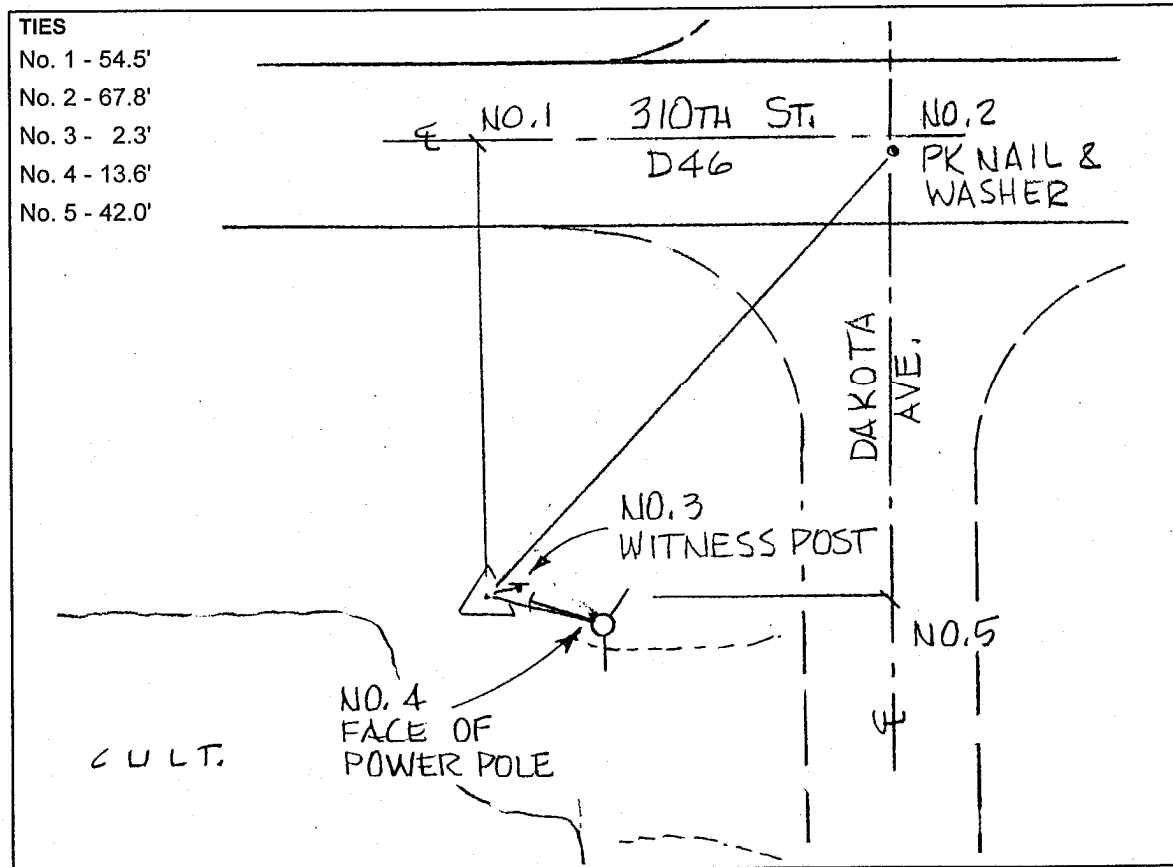 TIES
No. 1 - 54.5'
No. 2 - 67.8'
No. 3 - 2.3'
No. 4 - 13.6'
No. 5 - 42.0'
℄ NO.1 310TH ST.
D46
NO.2
PK NAIL &
WASHER
DAKOTA
AVE.
NO.3
WITNESS POST
NO.5
℄
NO. 4
FACE OF
POWER POLE
CULT.